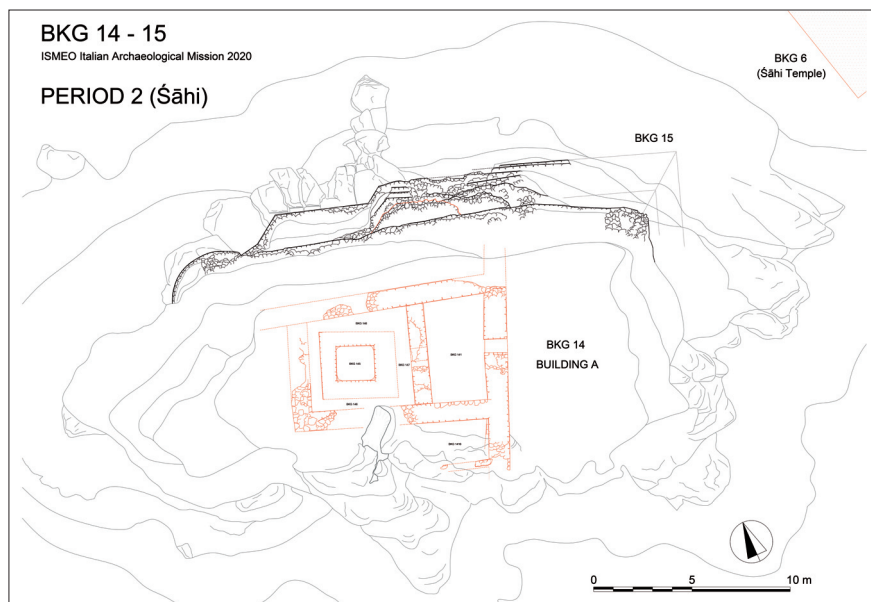 BKG 14 - 15
ISMEO Italian Archaeological Mission 2020
PERIOD 2 (Śāhi)
BKG 6
(Śāhi Temple)
BKG 15
BKG 14
BUILDING A
0 5 10 m